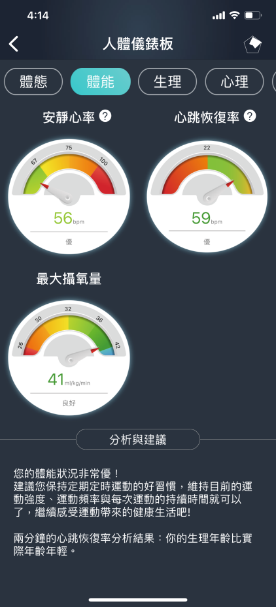 4:14
人體儀錶板
體態 體能 生理 心理
安靜心率 ?
心跳恢復率 ?
67 75 100
56 bpm
優
22
59 bpm
優
最大攝氧量
26 30 32 36 42
41 ml/kg/min
良好
分析與建議
您的體能狀況非常優！
建議您保持定期定時運動的好習慣，維持目前的運
動強度、運動頻率與每次運動的持續時間就可以
了，繼續感受運動帶來的健康生活吧!
兩分鐘的心跳恢復率分析結果：你的生理年齡比實
際年齡年輕。